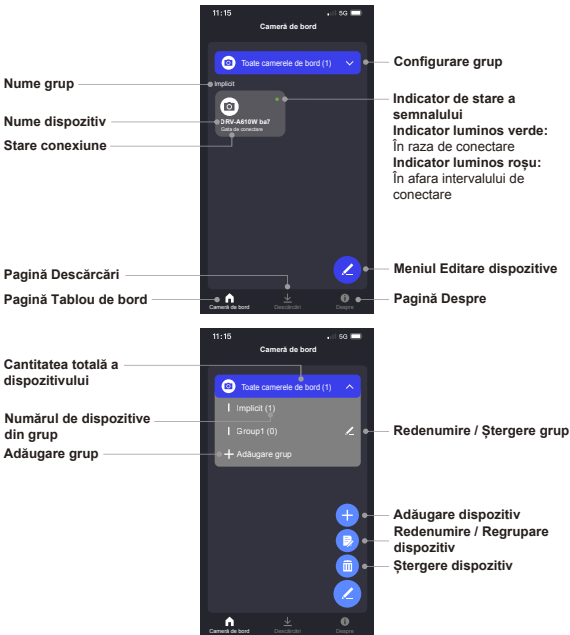 11:15
5G
Cameră de bord
Toate camerele de bord (1)
Configurare grup
Nume grup
Implicit
Indicator de stare a
semnalului
Indicator luminos verde:
În raza de conectare
Indicator luminos roșu:
În afara intervalului de
conectare
Nume dispozitiv
DRV-A610W ba7
Stare conexiune
Gata de conectare
Meniul Editare dispozitive
Pagină Descărcări
Pagină Tablou de bord
Cameră de bord
Descărcări
Despre
Pagină Despre
11:15
5G
Cameră de bord
Cantitatea totală a
dispozitivului
Toate camerele de bord (1)
Implicit (1)
Numărul de dispozitive
din grup
Group1 (0)
Redenumire / Ștergere grup
Adăugare grup
Adăugare grup
Adăugare dispozitiv
Redenumire / Regrupare
dispozitiv
Ștergere dispozitiv
Cameră de bord
Descărcări
Despre